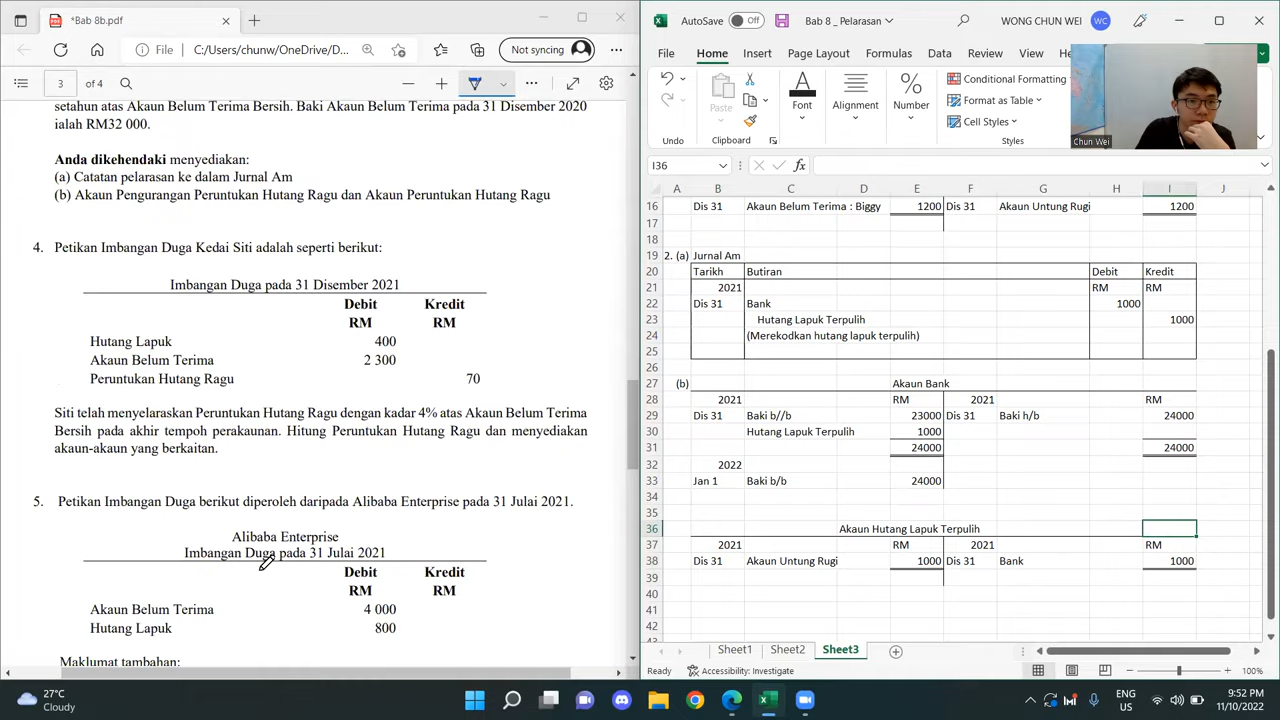 *Bab 8b.pdf
File
C:/Users/chunw/OneDrive/D...
Not syncing
3 of 4
setahun atas Akaun Belum Terima Bersih. Baki Akaun Belum Terima pada 31 Disember 2020
ialah RM32 000.
Anda dikehendaki menyediakan:
(a) Catatan pelarasan ke dalam Jurnal Am
(b) Akaun Pengurangan Peruntukan Hutang Ragu dan Akaun Peruntukan Hutang Ragu
4. Petikan Imbangan Duga Kedai Siti adalah seperti berikut:
Imbangan Duga pada 31 Disember 2021
Debit Kredit
RM RM
Hutang Lapuk 400
Akaun Belum Terima 2 300
Peruntukan Hutang Ragu 70
Siti telah menyelaraskan Peruntukan Hutang Ragu dengan kadar 4% atas Akaun Belum Terima
Bersih pada akhir tempoh perakaunan. Hitung Peruntukan Hutang Ragu dan menyediakan
akaun-akaun yang berkaitan.
5. Petikan Imbangan Duga berikut diperoleh daripada Alibaba Enterprise pada 31 Julai 2021.
Alibaba Enterprise
Imbangan Duga pada 31 Julai 2021
Debit Kredit
RM RM
Akaun Belum Terima 4 000
Hutang Lapuk 800
Maklumat tambahan:
AutoSave Off Bab 8 _ Pelarasan WONG CHUN WEI WC
File Home Insert Page Layout Formulas Data Review View
Paste Font Alignment Number Conditional Formatting
Format as Table
Cell Styles
Undo Clipboard Styles
Chun Wei
I36 fx
A B C D E F G H I J
16 Dis 31 Akaun Belum Terima : Biggy 1200 Dis 31 Akaun Untung Rugi 1200
17
18
19 2. (a) Jurnal Am
20 Tarikh Butiran Debit Kredit
21 2021 RM RM
22 Dis 31 Bank 1000
23 Hutang Lapuk Terpulih 1000
24 (Merekodkan hutang lapuk terpulih)
25
26
27 (b) Akaun Bank
28 2021 RM 2021 RM
29 Dis 31 Baki b//b 23000 Dis 31 Baki h/b 24000
30 Hutang Lapuk Terpulih 1000
31 24000 24000
32 2022
33 Jan 1 Baki b/b 24000
34
35
36 Akaun Hutang Lapuk Terpulih
37 2021 RM 2021 RM
38 Dis 31 Akaun Untung Rugi 1000 Dis 31 Bank 1000
39
40
41
42
Sheet1 Sheet2 Sheet3
Ready Accessibility: Investigate 100%
27°C
Cloudy
ENG
US
9:52 PM
11/10/2022